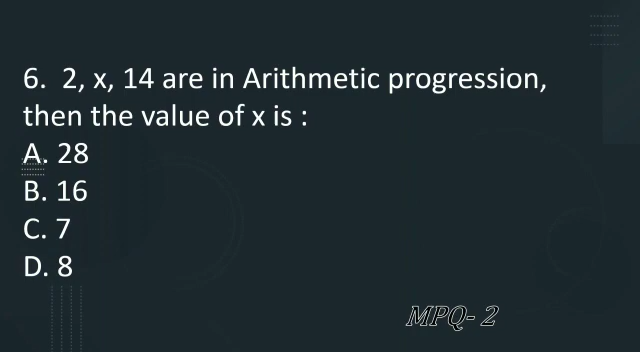 6. 2, x, 14 are in Arithmetic progression,
then the value of x is :
A. 28
B. 16
C. 7
D. 8
MPQ- 2